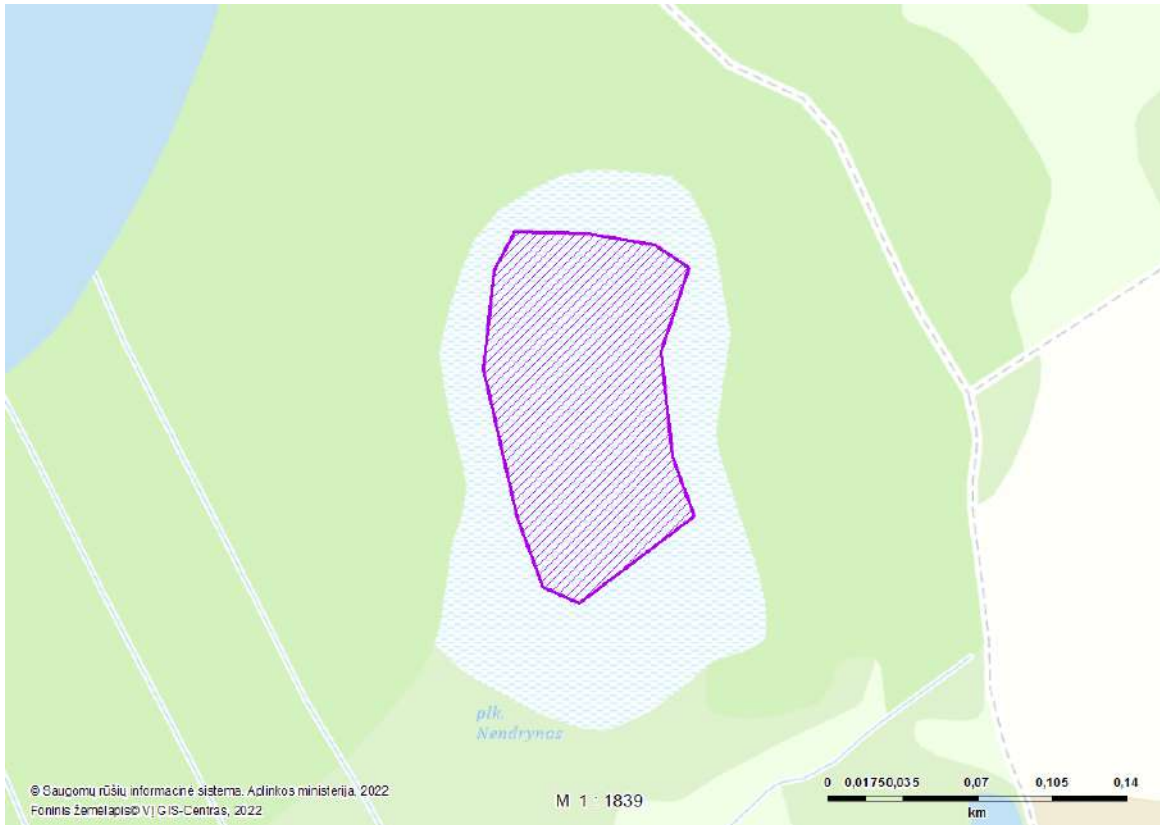 plk.
Nendrynas
© Saugomų rūšių informacinė sistema. Aplinkos ministerija, 2022
Foninis žemėlapis© VĮ GIS-Centras, 2022
M 1 : 1839
0 0,01750,035 0,07 0,105 0,14
km